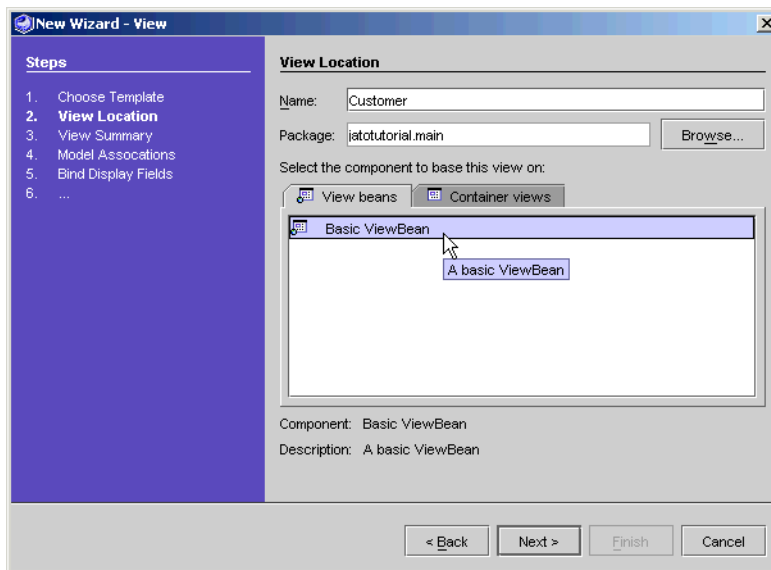 New Wizard - View
Steps
1. Choose Template
2. View Location
3. View Summary
4. Model Assocations
5. Bind Display Fields
6. ...
View Location
Name: Customer
Package: jatotutorial.main Browse...
Select the component to base this view on:
View beans Container views
Basic ViewBean
A basic ViewBean
Component: Basic ViewBean
Description: A basic ViewBean
< Back Next > Finish Cancel